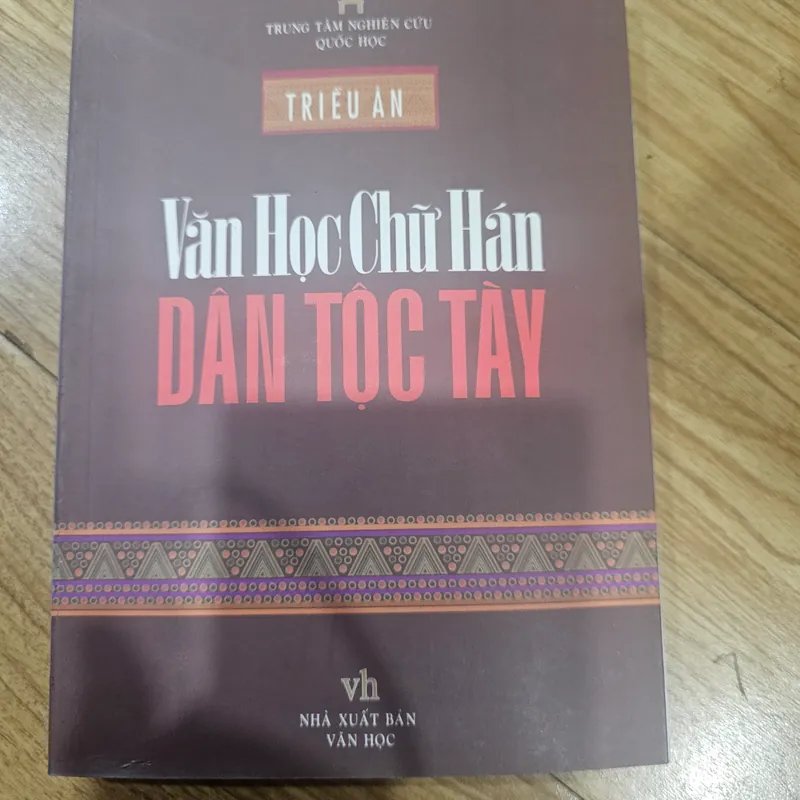 TRUNG TÂM NGHIÊN CỨU
QUỐC HỌC
TRIỀU ÂN
Văn Học Chữ Hán
DÂN TỘC TÀY
vh
NHÀ XUẤT BẢN
VĂN HỌC